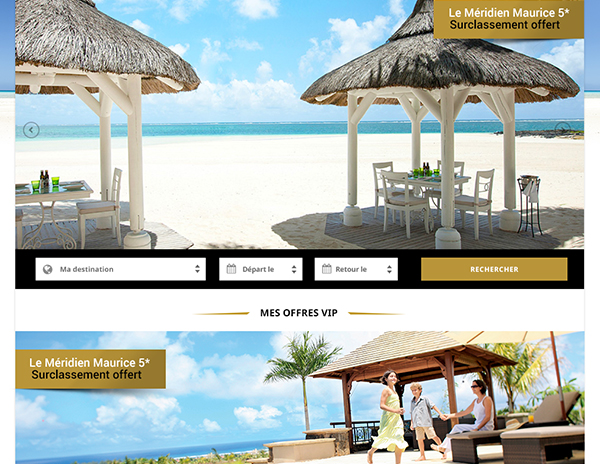 Le Méridien Maurice 5*
Surclassement offert
Ma destination
Départ le
Retour le
RECHERCHER
MES OFFRES VIP
Le Méridien Maurice 5*
Surclassement offert